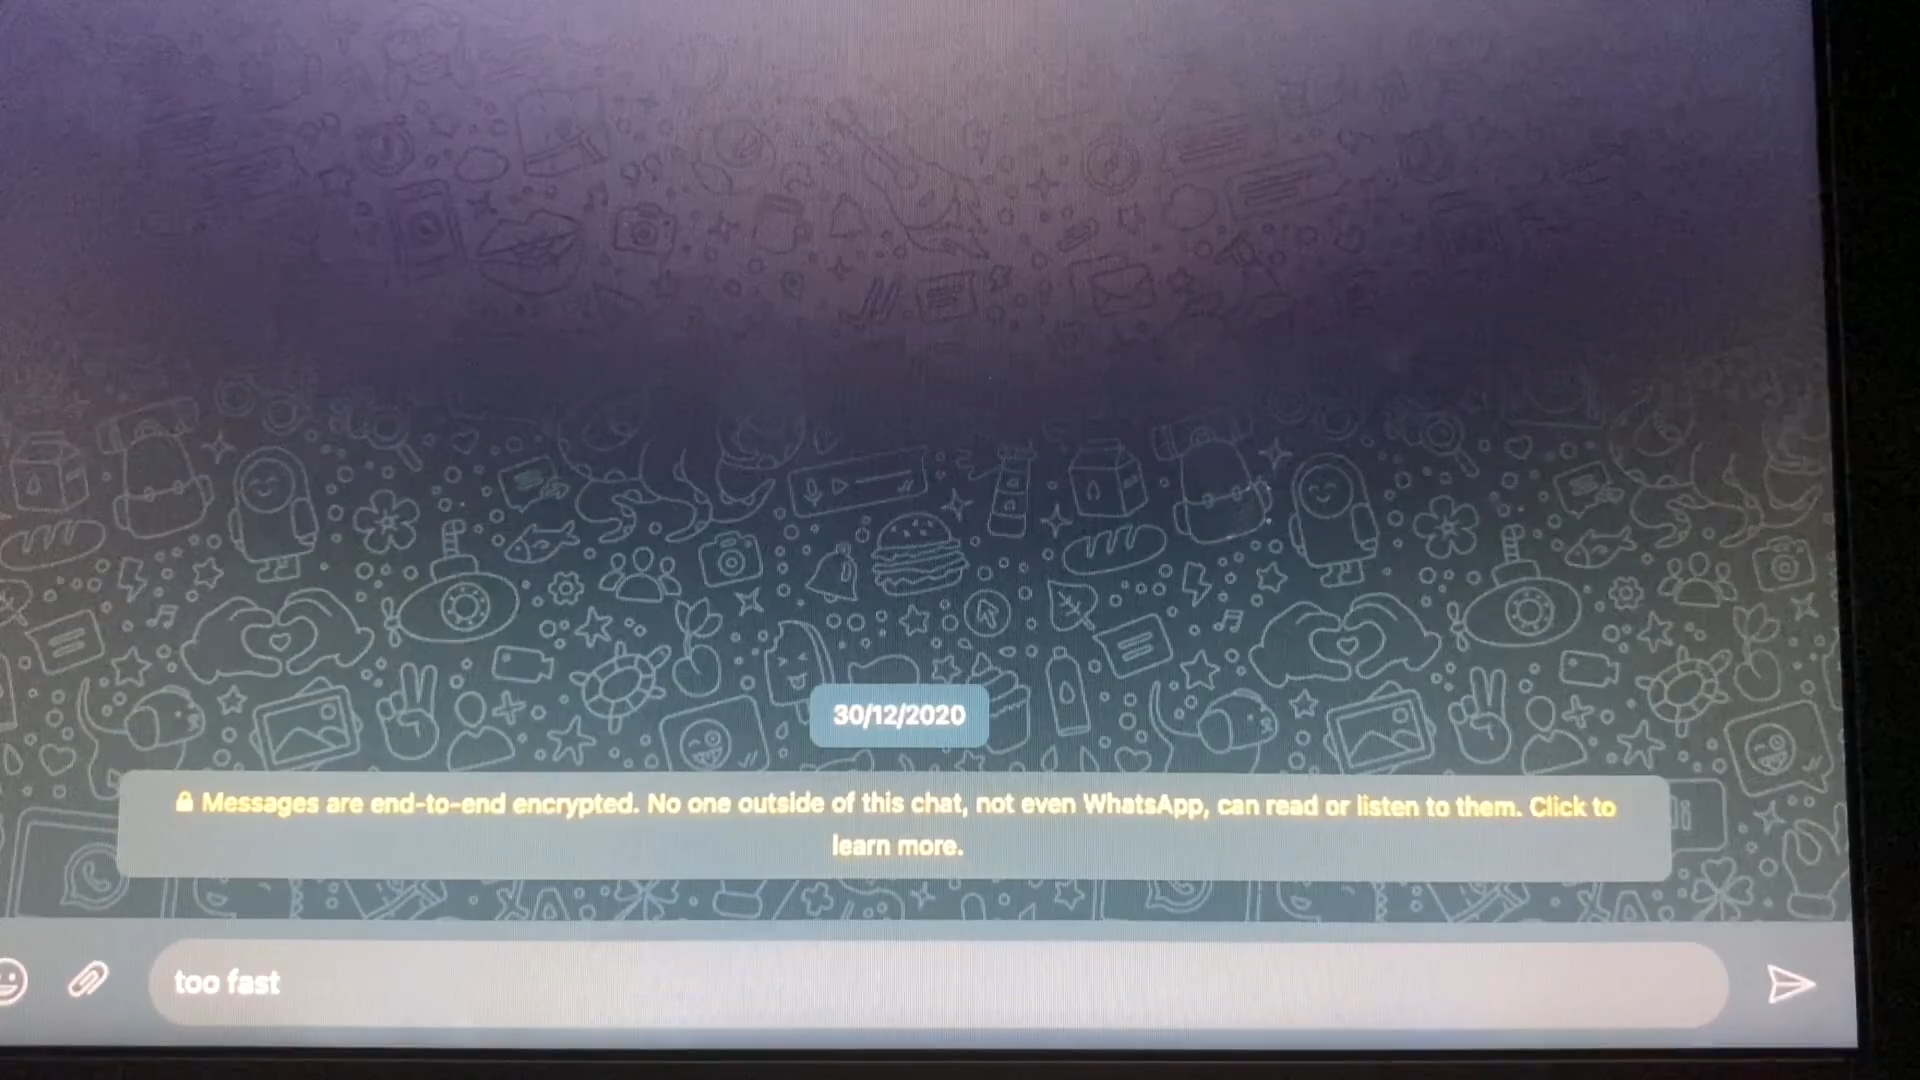 30/12/2020
Messages are end-to-end encrypted. No one outside of this chat, not even WhatsApp, can read or listen to them. Click to
learn more.
too fast